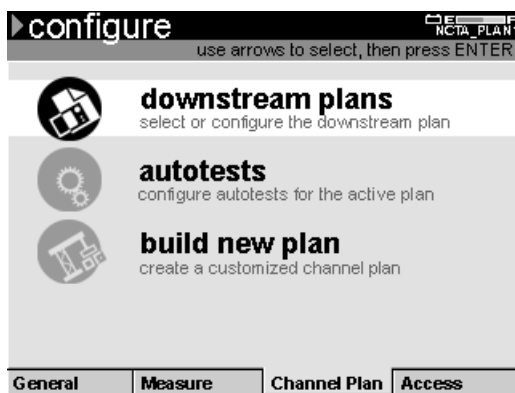 configure
E F
NCTA_PLAN1
use arrows to select, then press ENTER
downstream plans
select or configure the downstream plan
autotests
configure autotests for the active plan
build new plan
create a customized channel plan
General Measure Channel Plan Access